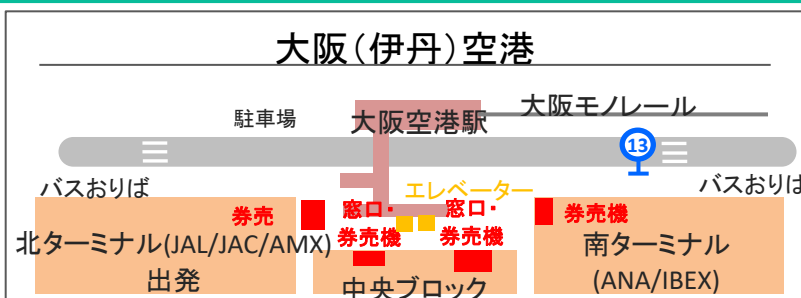 大阪(伊丹)空港
大阪モノレール
駐車場
大阪空港駅
13
バスおりば
エレベーター
バスおりば
券売
窓口・
券売機
窓口・
券売機
券売機
北ターミナル(JAL/JAC/AMX)
出発
中央ブロック
南ターミナル
(ANA/IBEX)